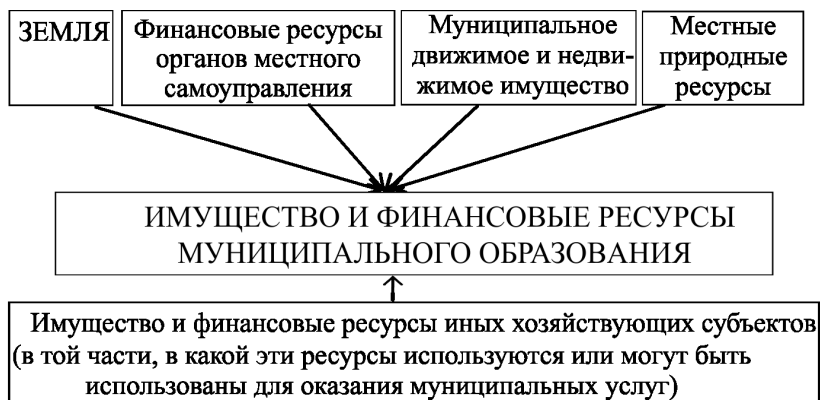 ЗЕМЛЯ
Финансовые ресурсы
органов местного
самоуправления
Муниципальное
движимое и недви-
жимое имущество
Местные
природные
ресурсы
ИМУЩЕСТВО И ФИНАНСОВЫЕ РЕСУРСЫ
МУНИЦИПАЛЬНОГО ОБРАЗОВАНИЯ
Имущество и финансовые ресурсы иных хозяйствующих субъектов
(в той части, в какой эти ресурсы используются или могут быть
использованы для оказания муниципальных услуг)